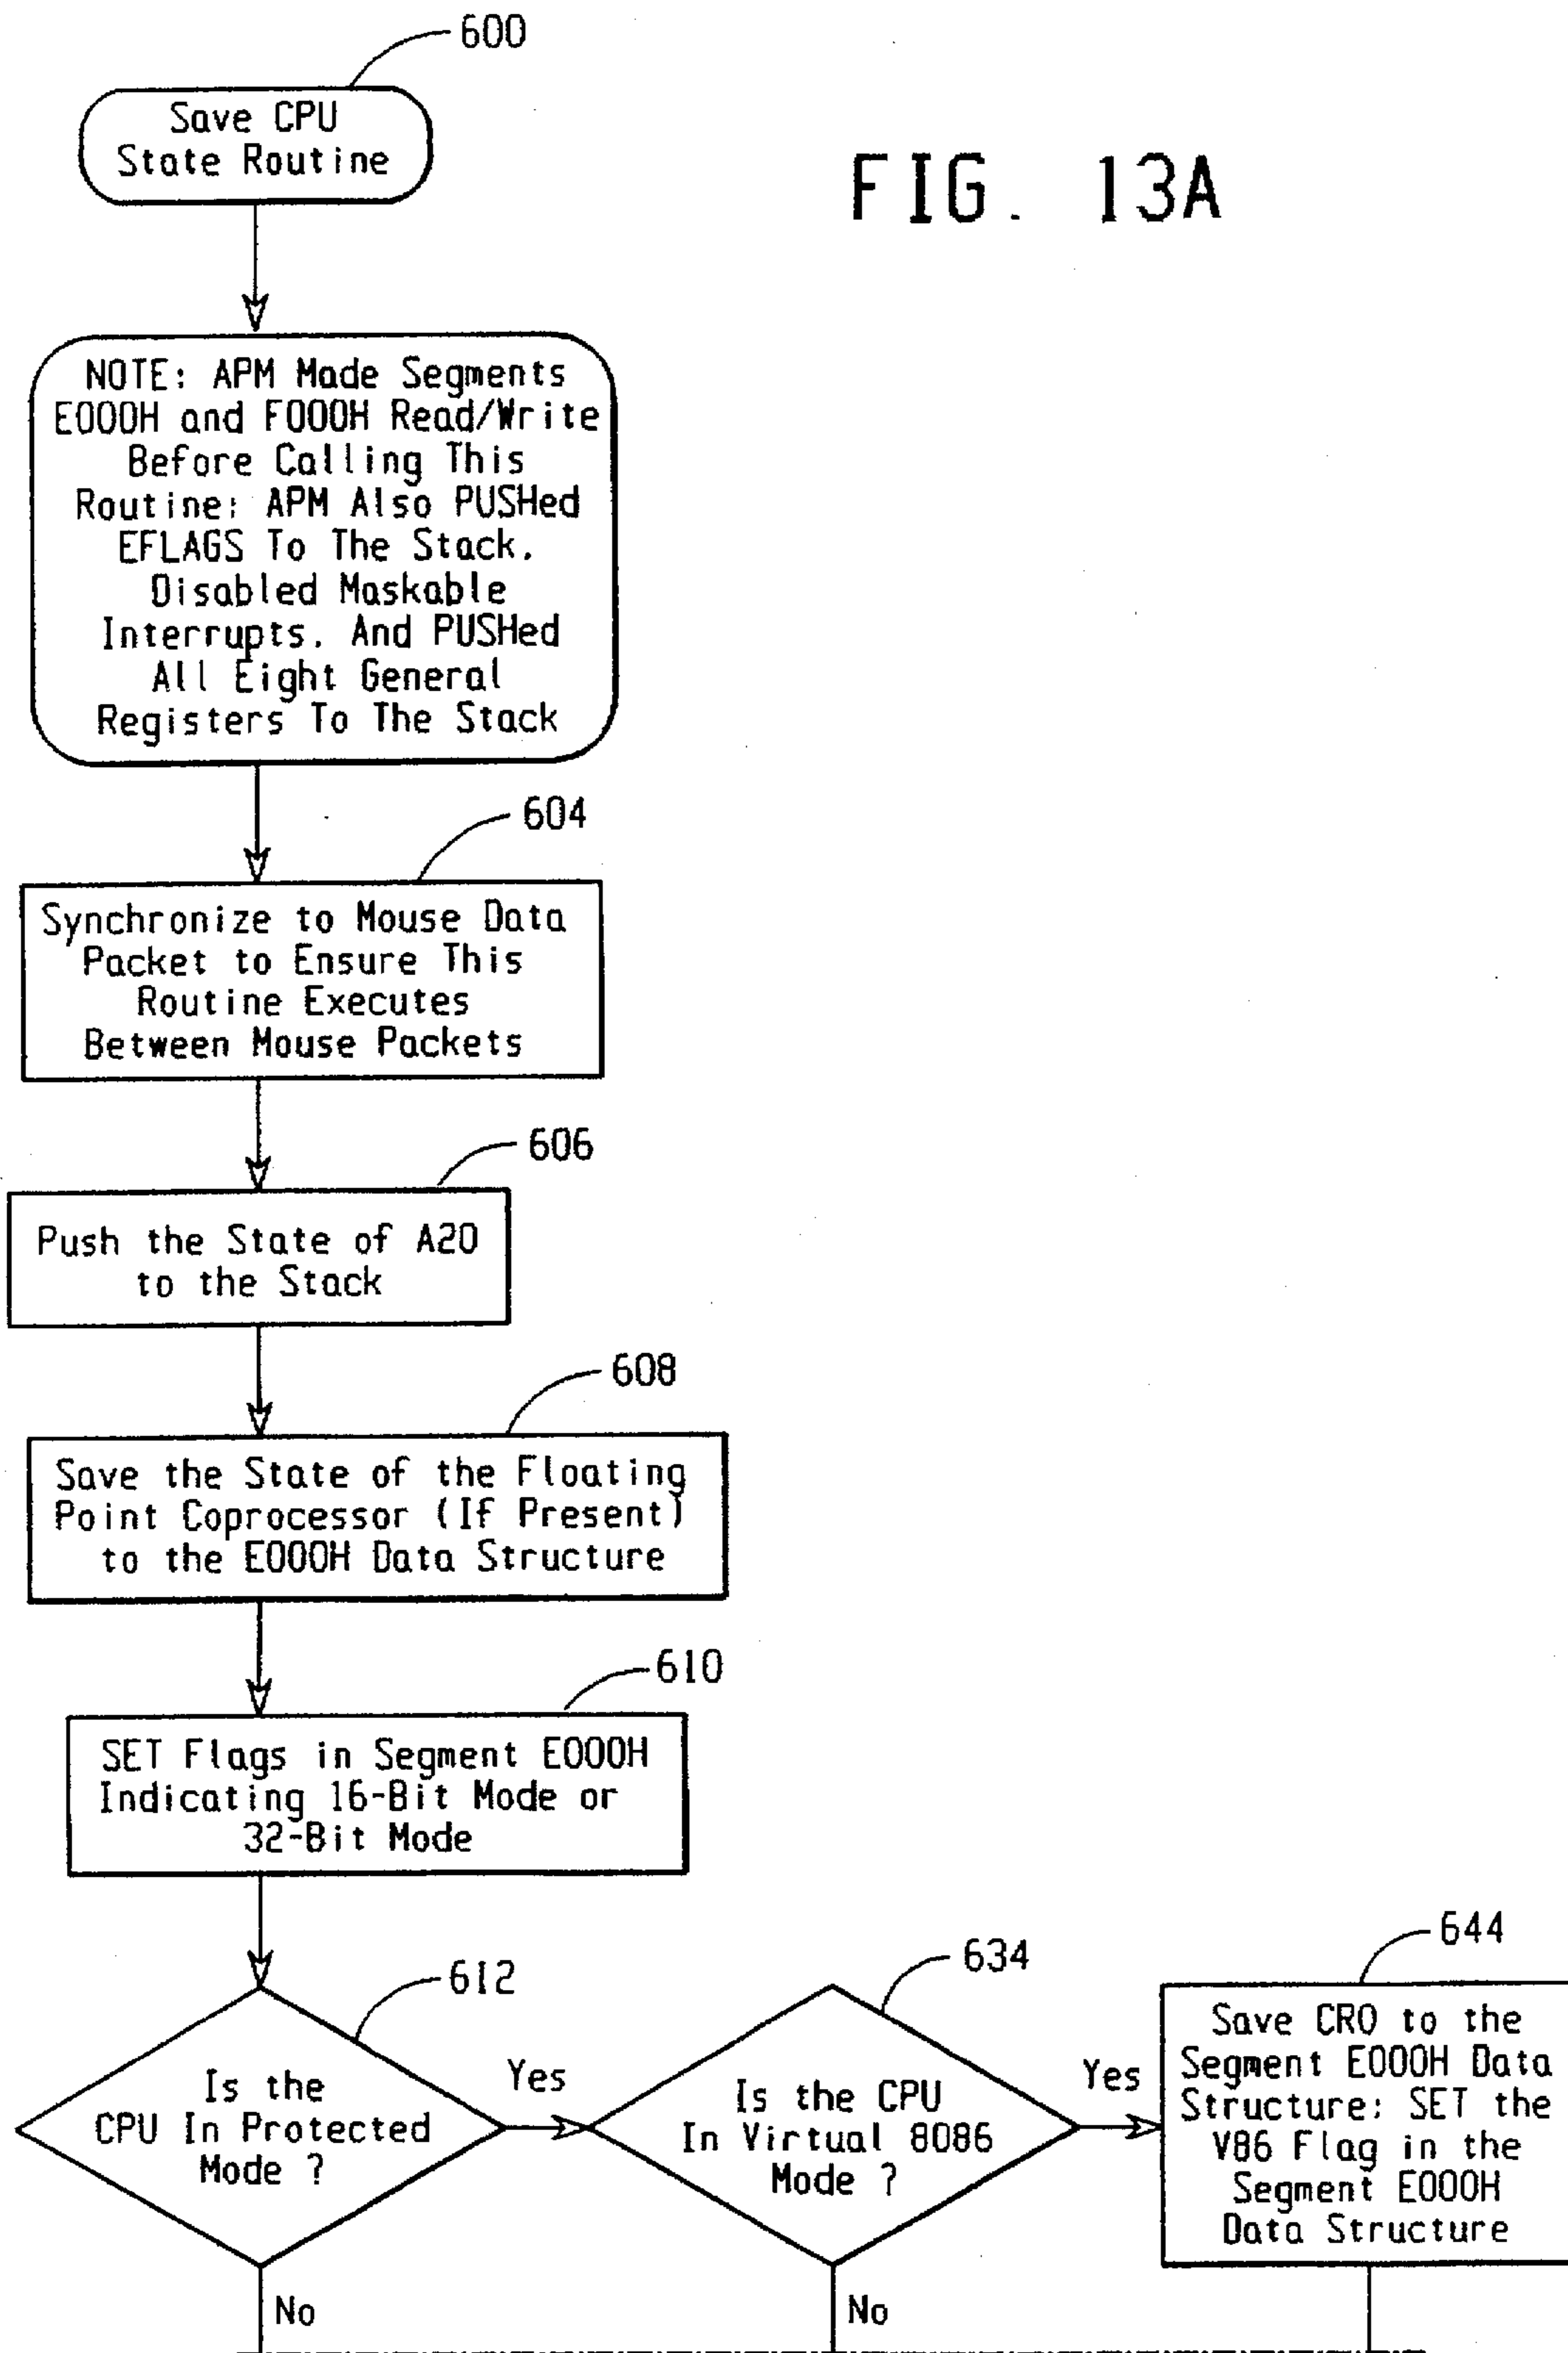 600
Save CPU
State Routine
FIG. 13A
NOTE: APM Made Segments
E000H and F000H Read/Write
Before Calling This
Routine; APM Also PUSHed
EFLAGS To The Stack,
Disabled Maskable
Interrupts, And PUSHed
All Eight General
Registers To The Stack
604
Synchronize to Mouse Data
Packet to Ensure This
Routine Executes
Between Mouse Packets
606
Push the State of A20
to the Stack
608
Save the State of the Floating
Point Coprocessor (If Present)
to the E000H Data Structure
610
SET Flags in Segment E000H
Indicating 16-Bit Mode or
32-Bit Mode
612
Is the
CPU In Protected
Mode ?
Yes
No
634
Is the CPU
In Virtual 8086
Mode ?
Yes
No
644
Save CR0 to the
Segment E000H Data
Structure; SET the
V86 Flag in the
Segment E000H
Data Structure